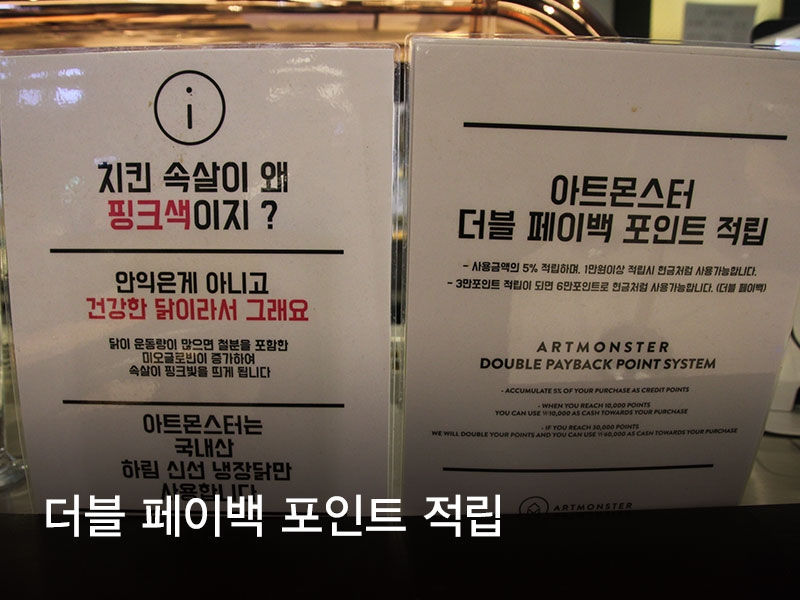 i
치킨 속살이 왜
핑크색이지 ?
안익은게 아니고
건강한 닭이라서 그래요
닭이 운동량이 많으면 철분을 포함한
미오글로빈이 증가하여
속살이 핑크빛을 띄게 됩니다
아트몬스터는
국내산
하림 신선 냉장닭만
사용합니다
아트몬스터
더블 페이백 포인트 적립
- 사용금액의 5% 적립하며, 1만원이상 적립시 현금처럼 사용가능합니다.
- 3만포인트 적립이 되면 6만포인트로 현금처럼 사용가능합니다. (더블 페이백)
ARTMONSTER
DOUBLE PAYBACK POINT SYSTEM
- ACCUMULATE 5% OF YOUR PURCHASE AS CREDIT POINTS
- WHEN YOU REACH 10,000 POINTS
YOU CAN USE ₩10,000 AS CASH TOWARDS YOUR PURCHASE
- IF YOU REACH 30,000 POINTS
WE WILL DOUBLE YOUR POINTS AND YOU CAN USE ₩60,000 AS CASH TOWARDS YOUR PURCHASE
ARTMONSTER
더블 페이백 포인트 적립